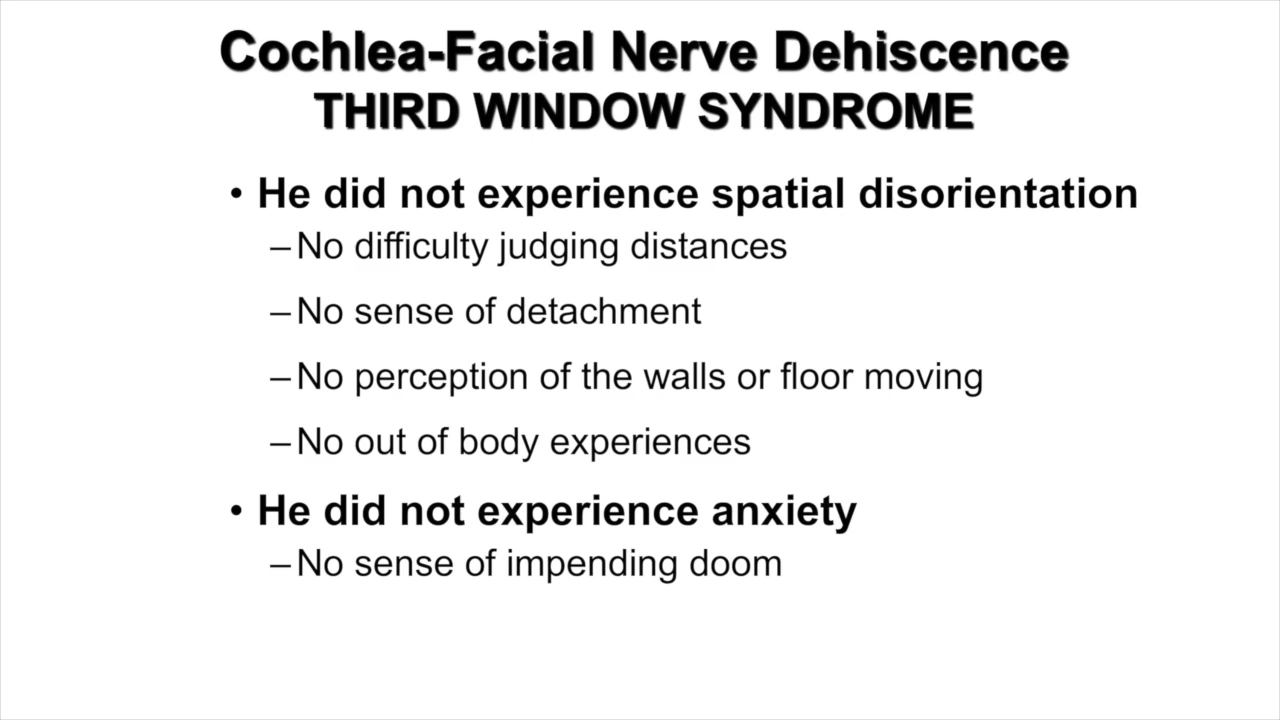 Cochlea-Facial Nerve Dehiscence
THIRD WINDOW SYNDROME
• He did not experience spatial disorientation
–No difficulty judging distances
–No sense of detachment
–No perception of the walls or floor moving
–No out of body experiences
• He did not experience anxiety
–No sense of impending doom